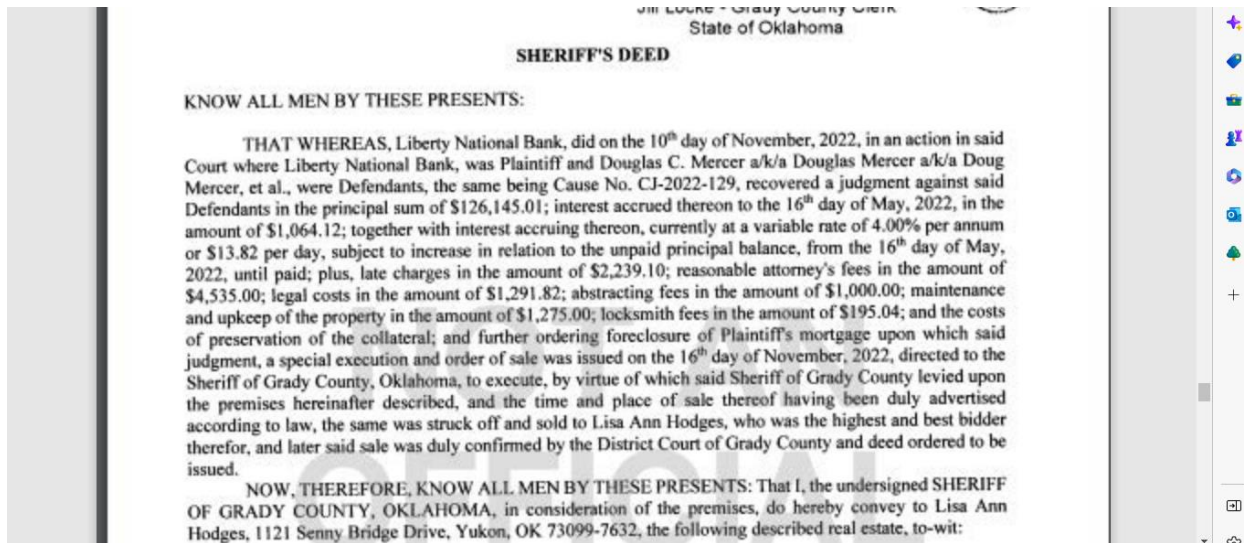 Jill Locke - Grady County Clerk
State of Oklahoma
SHERIFF'S DEED
KNOW ALL MEN BY THESE PRESENTS:
THAT WHEREAS, Liberty National Bank, did on the 10th day of November, 2022, in an action in said
Court where Liberty National Bank, was Plaintiff and Douglas C. Mercer a/k/a Douglas Mercer a/k/a Doug
Mercer, et al., were Defendants, the same being Cause No. CJ-2022-129, recovered a judgment against said
Defendants in the principal sum of $126,145.01; interest accrued thereon to the 16th day of May, 2022, in the
amount of $1,064.12; together with interest accruing thereon, currently at a variable rate of 4.00% per annum
or $13.82 per day, subject to increase in relation to the unpaid principal balance, from the 16th day of May,
2022, until paid; plus, late charges in the amount of $2,239.10; reasonable attorney's fees in the amount of
$4,535.00; legal costs in the amount of $1,291.82; abstracting fees in the amount of $1,000.00; maintenance
and upkeep of the property in the amount of $1,275.00; locksmith fees in the amount of $195.04; and the costs
of preservation of the collateral; and further ordering foreclosure of Plaintiff's mortgage upon which said
judgment, a special execution and order of sale was issued on the 16th day of November, 2022, directed to the
Sheriff of Grady County, Oklahoma, to execute, by virtue of which said Sheriff of Grady County levied upon
the premises hereinafter described, and the time and place of sale thereof having been duly advertised
according to law, the same was struck off and sold to Lisa Ann Hodges, who was the highest and best bidder
therefor, and later said sale was duly confirmed by the District Court of Grady County and deed ordered to be
issued.
NOW, THEREFORE, KNOW ALL MEN BY THESE PRESENTS: That I, the undersigned SHERIFF
OF GRADY COUNTY, OKLAHOMA, in consideration of the premises, do hereby convey to Lisa Ann
Hodges, 1121 Senny Bridge Drive, Yukon, OK 73099-7632, the following described real estate, to-wit:
NOT AN
OFFICIAL